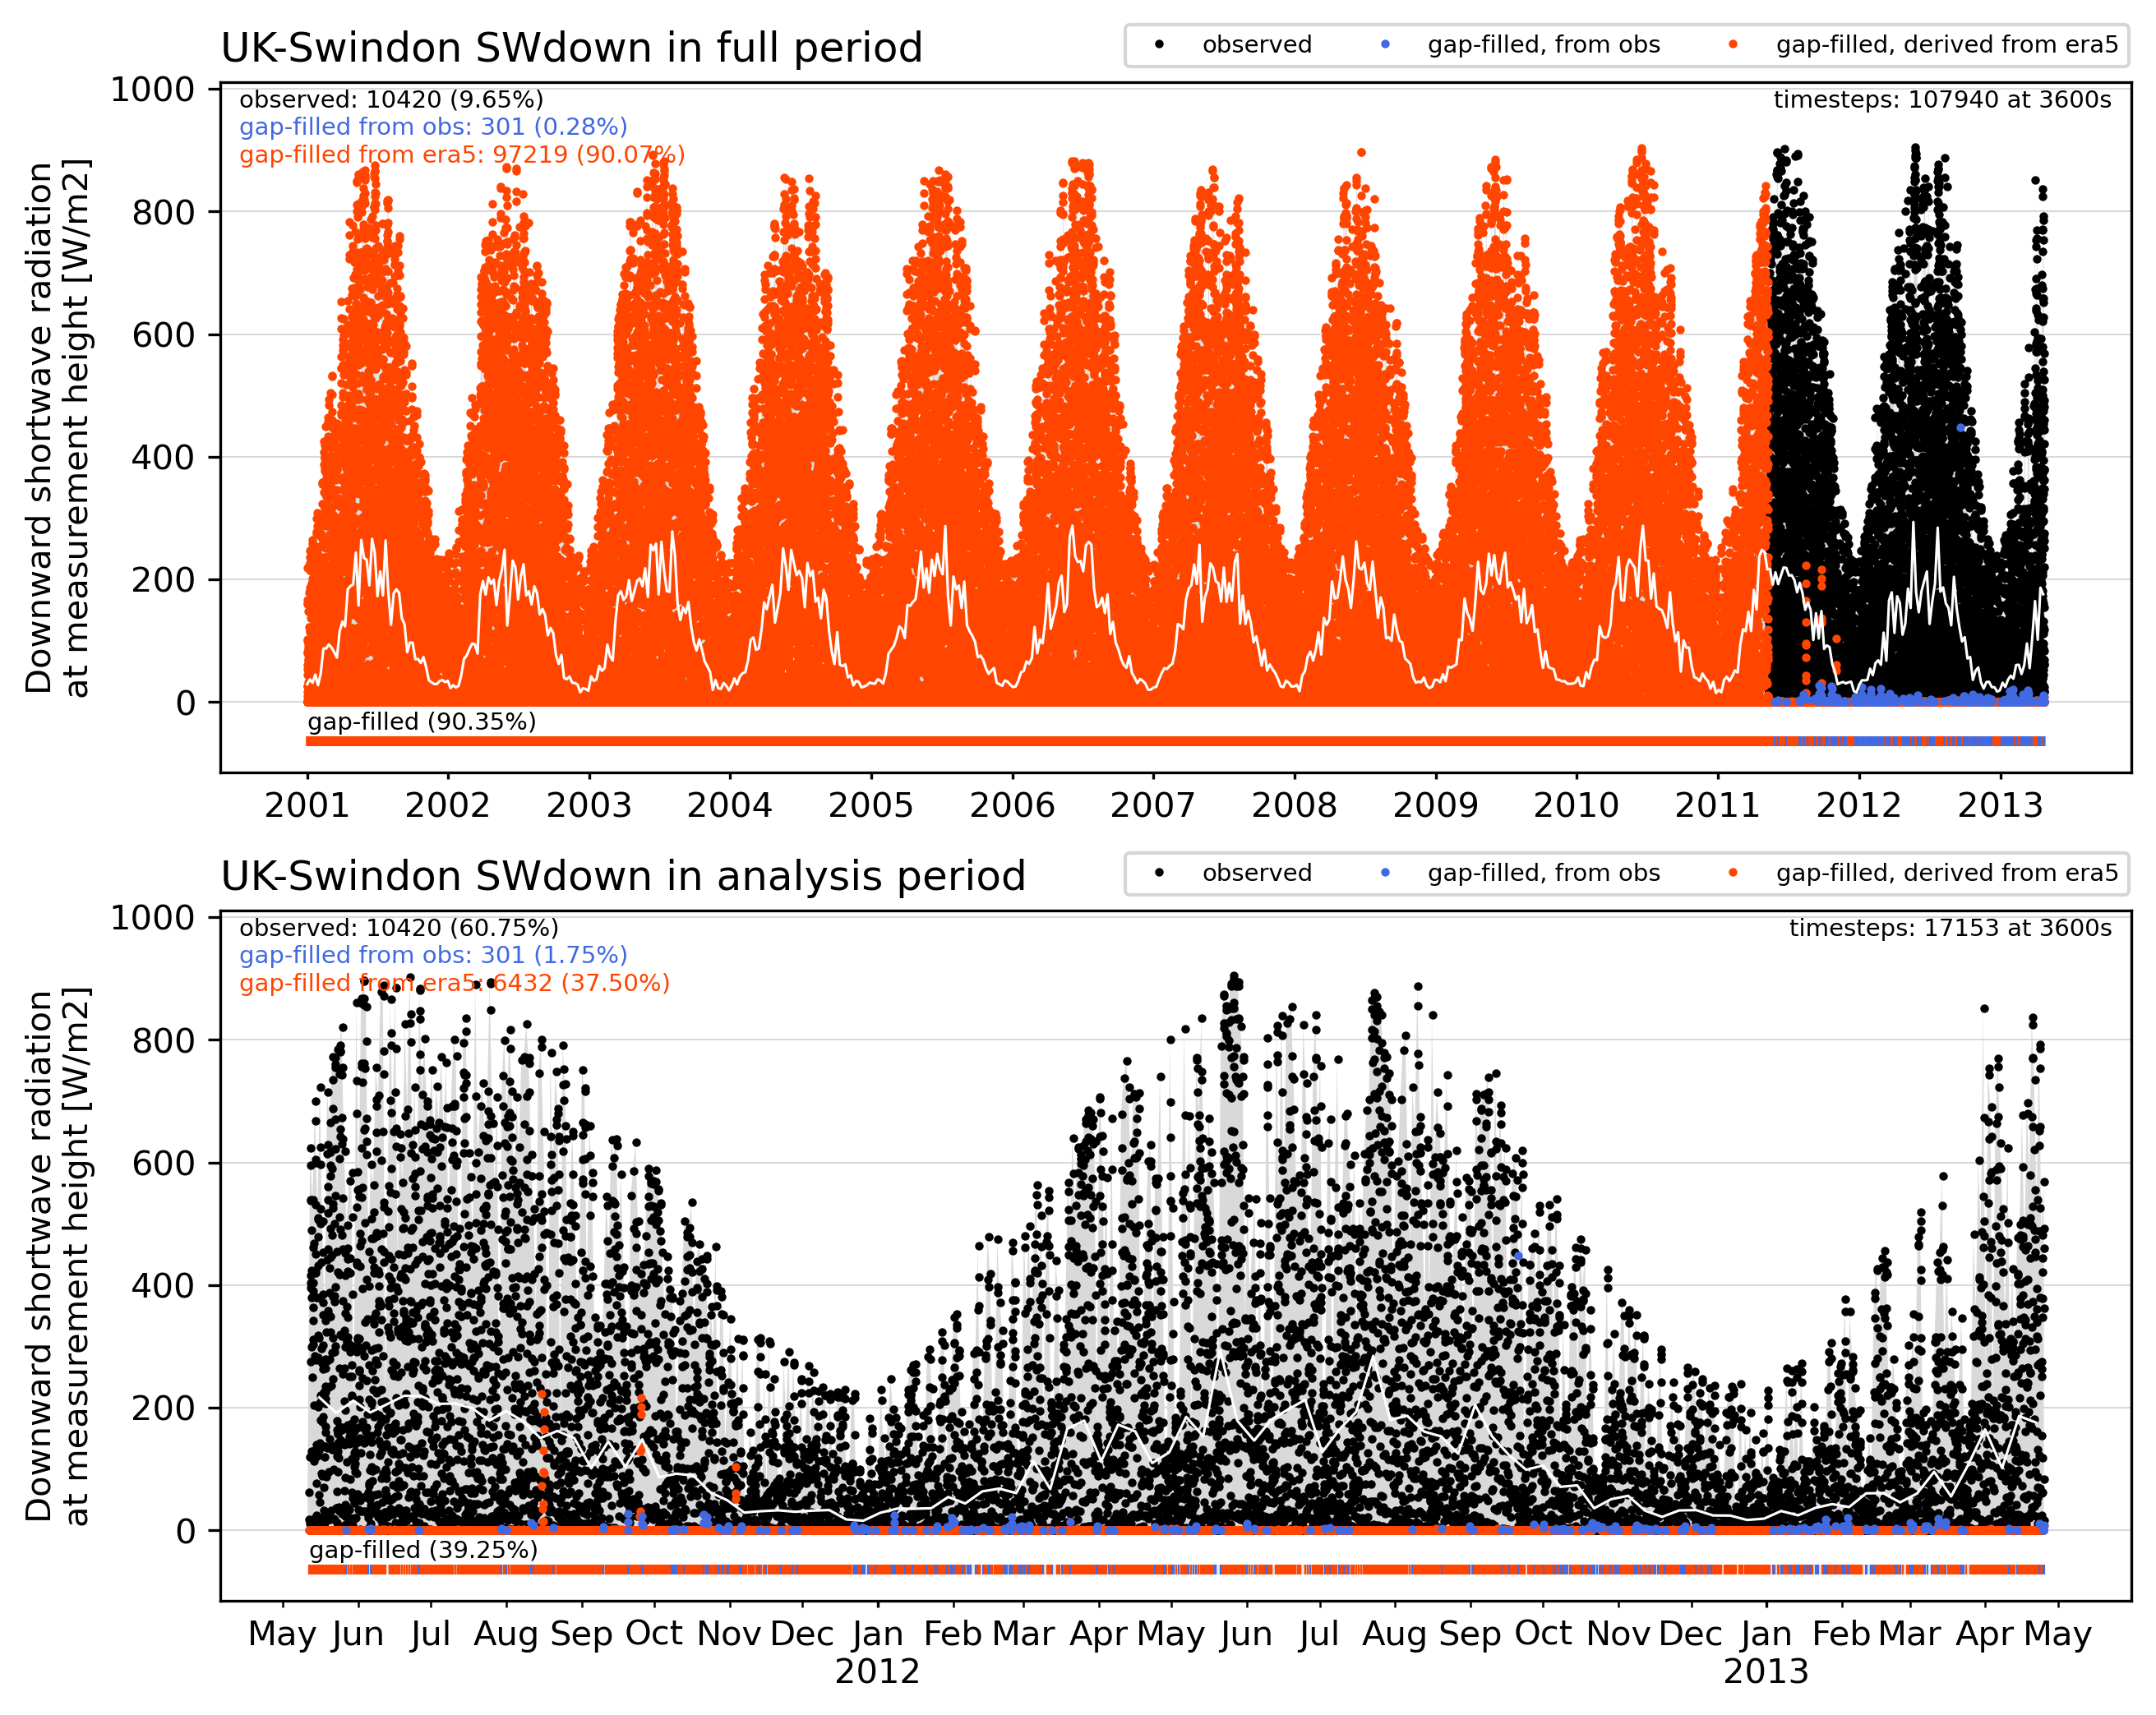 UK-Swindon SWdown in full period
observed gap-filled, from obs gap-filled, derived from era5
observed: 10420 (9.65%)
gap-filled from obs: 301 (0.28%)
gap-filled from era5: 97219 (90.07%)
timesteps: 107940 at 3600s
Downward shortwave radiation
at measurement height [W/m2]
1000
800
600
400
200
0
gap-filled (90.35%)
2001 2002 2003 2004 2005 2006 2007 2008 2009 2010 2011 2012 2013
UK-Swindon SWdown in analysis period
observed gap-filled, from obs gap-filled, derived from era5
observed: 10420 (60.75%)
gap-filled from obs: 301 (1.75%)
gap-filled from era5: 6432 (37.50%)
timesteps: 17153 at 3600s
Downward shortwave radiation
at measurement height [W/m2]
1000
800
600
400
200
0
gap-filled (39.25%)
May Jun Jul Aug Sep Oct Nov Dec Jan Feb Mar Apr May Jun Jul Aug Sep Oct Nov Dec Jan Feb Mar Apr May
2012 2013